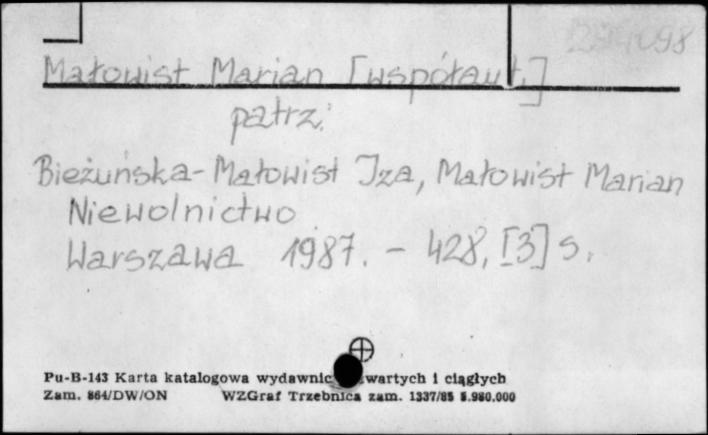 294098
Małowist Marian [współaut.]
patrz:
Bieżuńska-Małowist Iza, Małowist Marian
Niewolnictwo
Warszawa 1987. - 428, [3] s.
Pu-B-143 Karta katalogowa wydawnic wartych i ciągłych
Zam. 864/DW/ON WZGraf Trzebnica zam. 1337/85 5.980.000